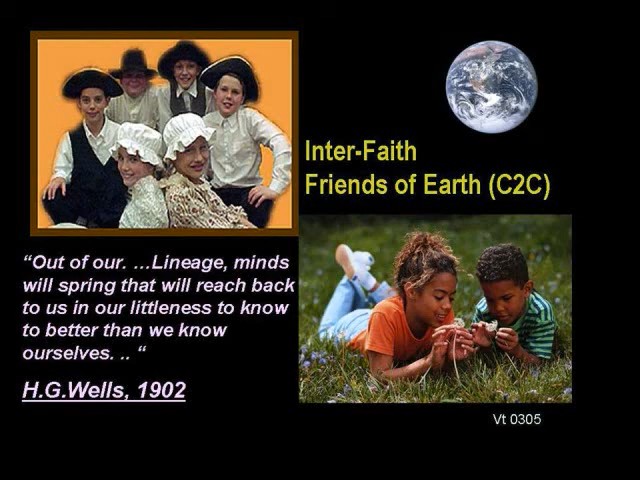 Inter-Faith
Friends of Earth (C2C)
“Out of our. …Lineage, minds
will spring that will reach back
to us in our littleness to know
to better than we know
ourselves. .. “
H.G.Wells, 1902
Vt 0305